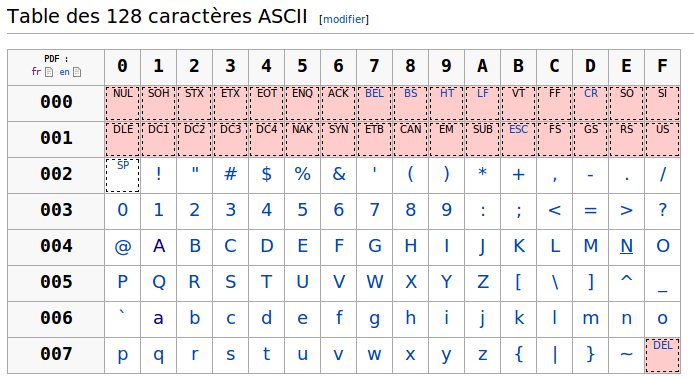 Table des 128 caractères ASCII [modifier]
PDF : 0 1 2 3 4 5 6 7 8 9 A B C D E F
fr en
000 NUL SOH STX ETX EOT ENQ ACK BEL BS HT LF VT FF CR SO SI
001 DLE DC1 DC2 DC3 DC4 NAK SYN ETB CAN EM SUB ESC FS GS RS US
002 SP ! " # $ % & ' ( ) * + , - . /
003 0 1 2 3 4 5 6 7 8 9 : ; < = > ?
004 @ A B C D E F G H I J K L M N O
005 P Q R S T U V W X Y Z [ \ ] ^ _
006 ` a b c d e f g h i j k l m n o
007 p q r s t u v w x y z { | } ~ DEL